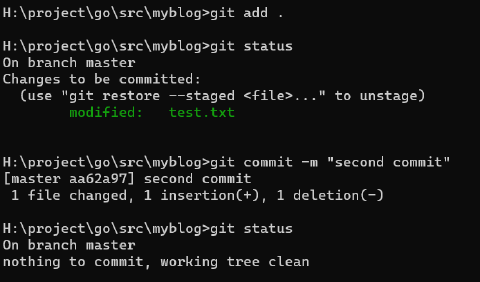 H:\project\go\src\myblog>git add .
H:\project\go\src\myblog>git status
On branch master
Changes to be committed:
  (use "git restore --staged <file>..." to unstage)
        modified:   test.txt
H:\project\go\src\myblog>git commit -m "second commit"
[master aa62a97] second commit
 1 file changed, 1 insertion(+), 1 deletion(-)
H:\project\go\src\myblog>git status
On branch master
nothing to commit, working tree clean